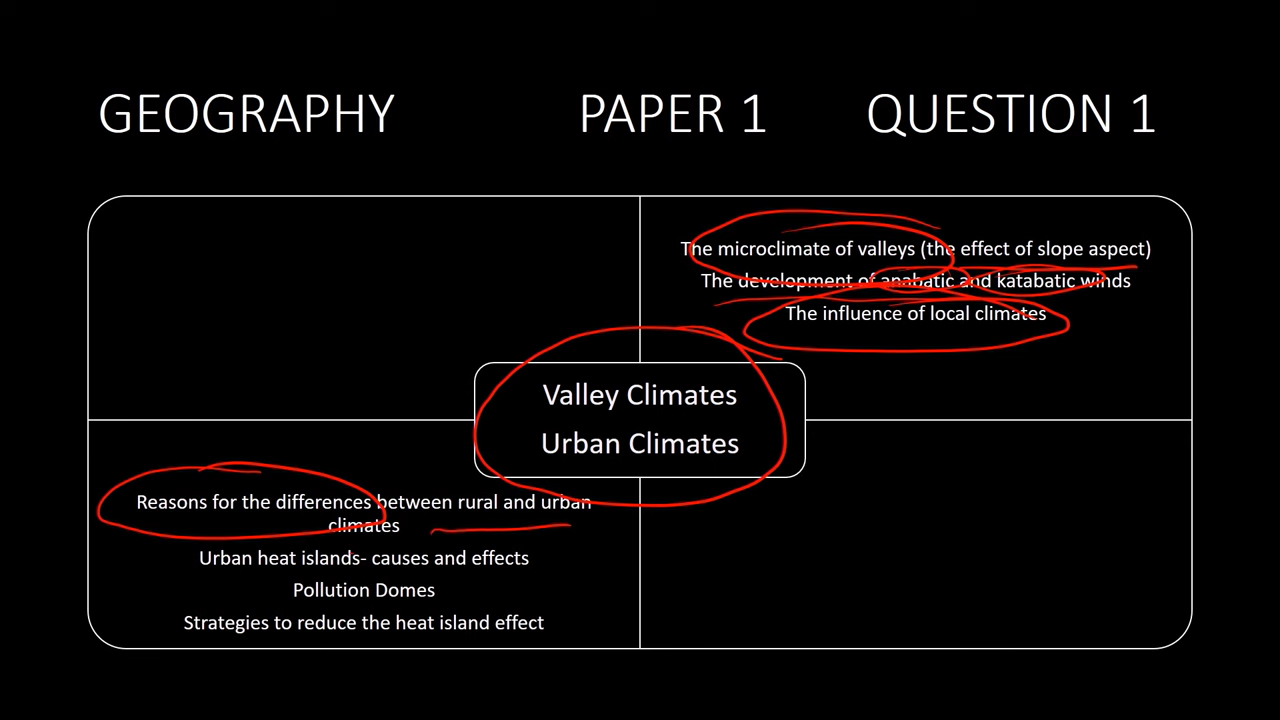 GEOGRAPHY PAPER 1 QUESTION 1
The microclimate of valleys (the effect of slope aspect)
The development of anabatic and katabatic winds
The influence of local climates
Valley Climates
Urban Climates
Reasons for the differences between rural and urban
climates
Urban heat islands- causes and effects
Pollution Domes
Strategies to reduce the heat island effect